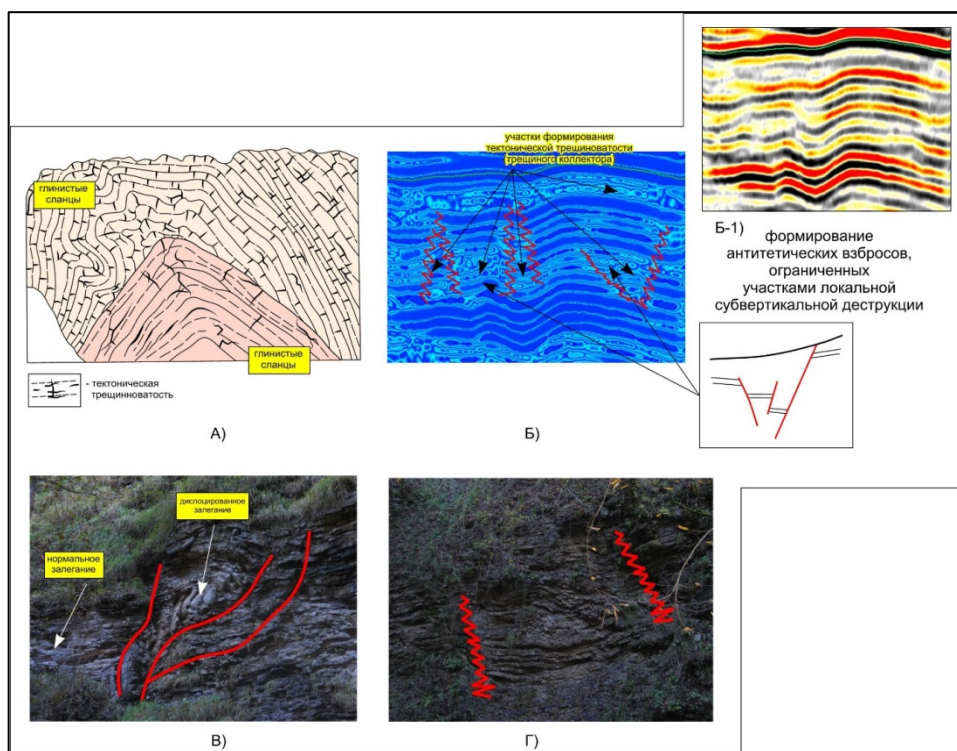 глинистые
сланцы
глинистые
сланцы
- тектоническая
трещинноватость
А)
участки формирования
тектонической трещиноватости
трещиного коллектора
Б)
Б-1)
формирование
антитетических взбросов,
ограниченных
участками локальной
субвертикальной деструкции
нормальное
залегание
дислоцированное
залегание
В)
Г)